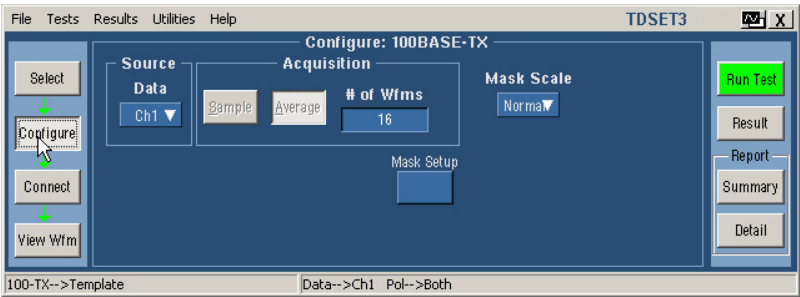 File Tests Results Utilities Help TDSET3 X
Configure: 100BASE-TX
Source
Data
Ch1
Acquisition
Sample
Average
# of Wfms
16
Mask Scale
Norma
Mask Setup
Select
Configure
Connect
View Wfm
Run Test
Result
Report
Summary
Detail
100-TX-->Template Data-->Ch1 Pol-->Both